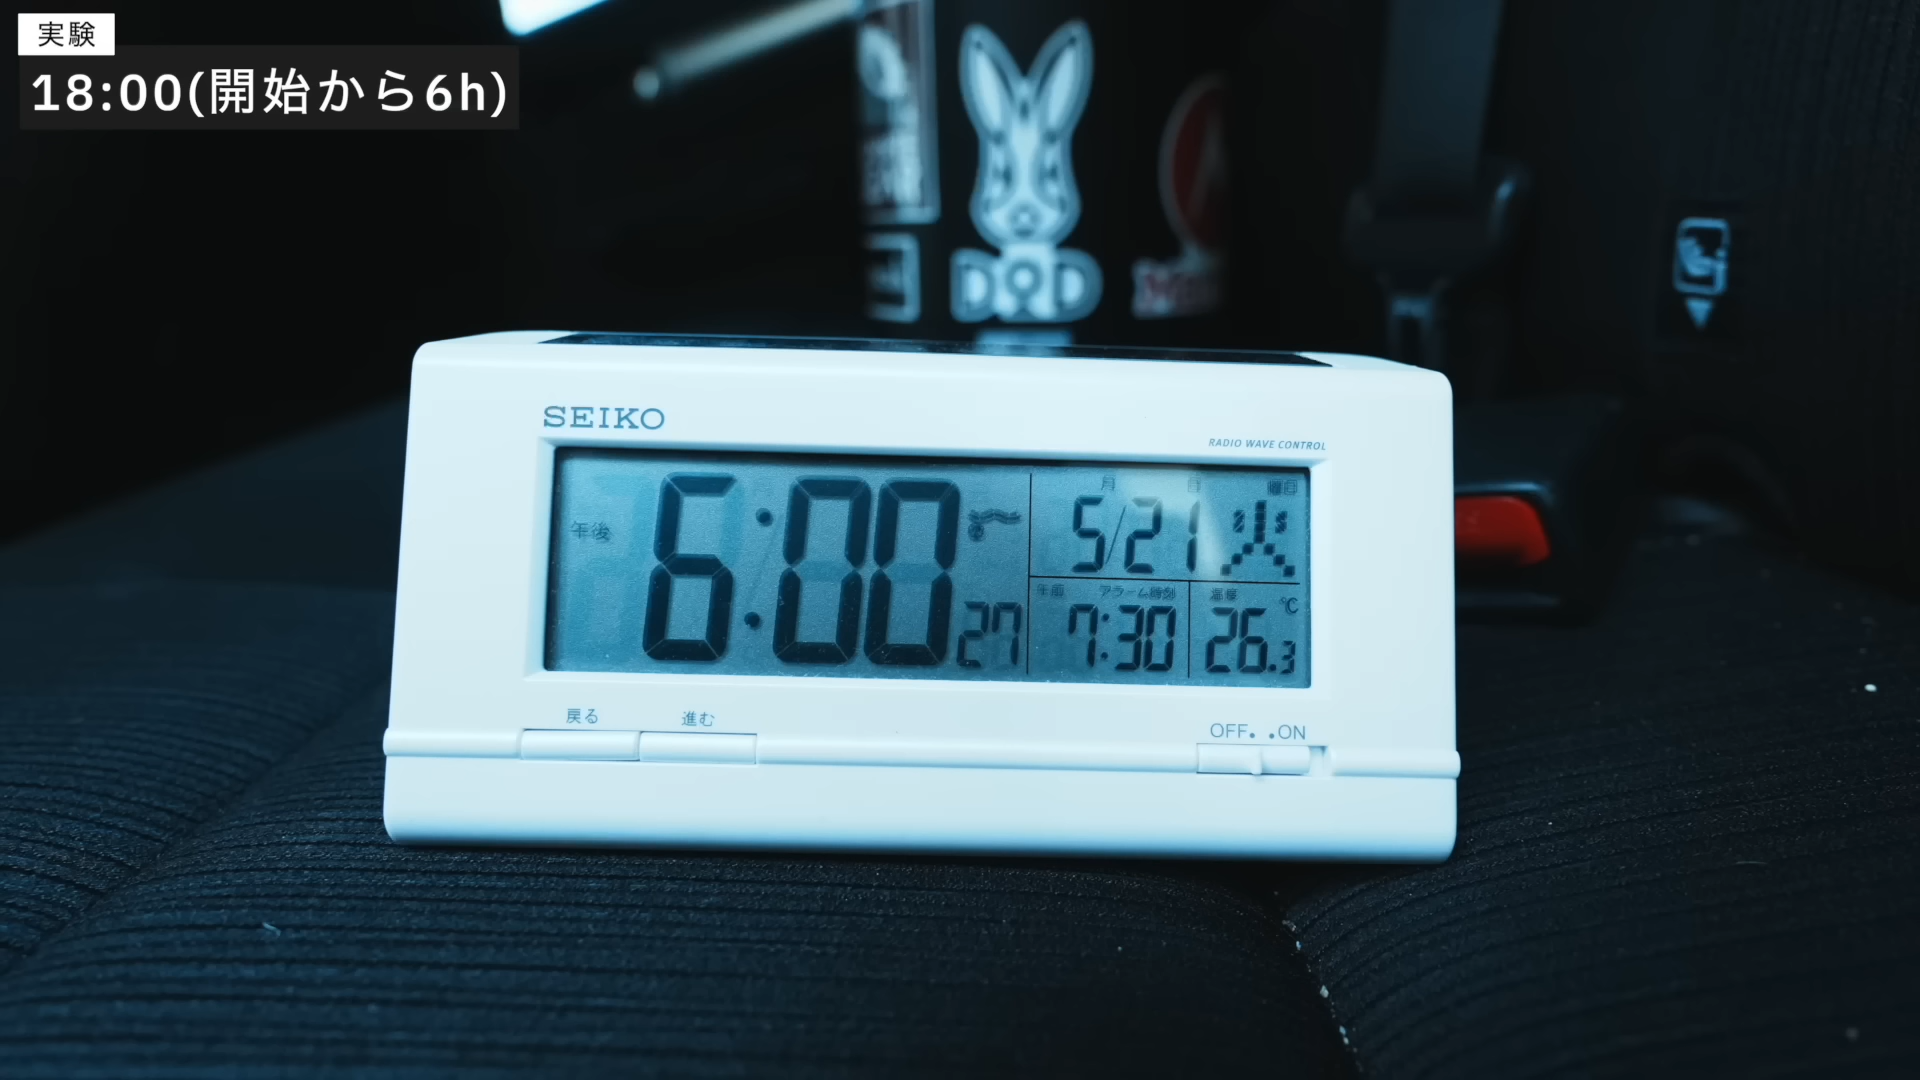 実験
18:00(開始から6h)
DOD
SEIKO
RADIO WAVE CONTROL
午後 6:00 27
月 日 曜日
5/21 火
午前 アラーム時刻 温度 ℃
7:30 26.3
戻る 進む
OFF. .ON